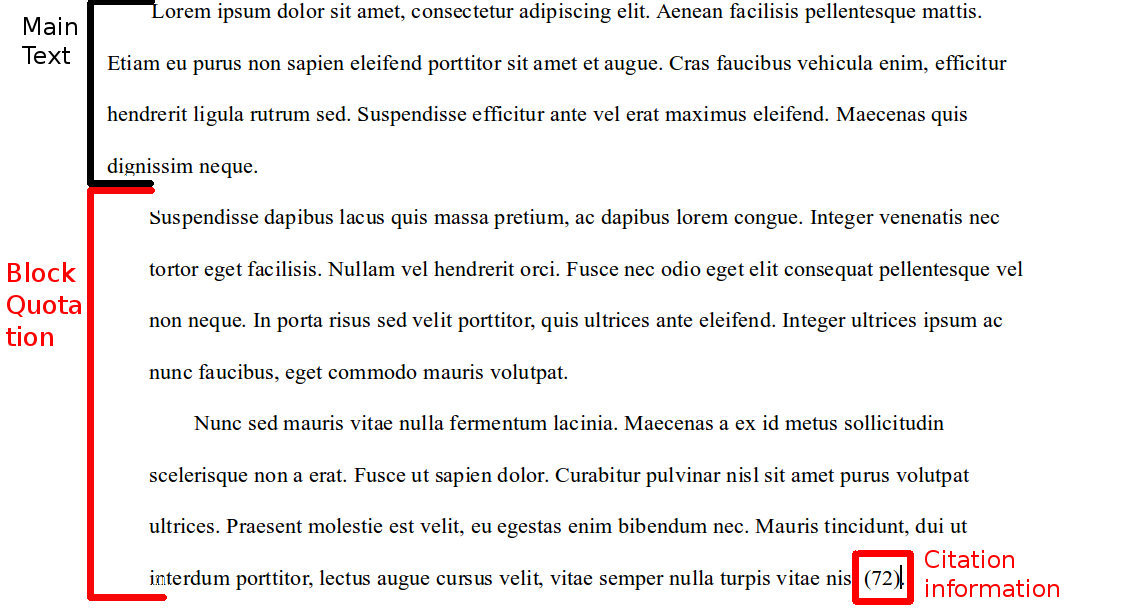 Main
Text
Lorem ipsum dolor sit amet, consectetur adipiscing elit. Aenean facilisis pellentesque mattis.
Etiam eu purus non sapien eleifend porttitor sit amet et augue. Cras faucibus vehicula enim, efficitur
hendrerit ligula rutrum sed. Suspendisse efficitur ante vel erat maximus eleifend. Maecenas quis
dignissim neque.
Block
Quota
tion
Suspendisse dapibus lacus quis massa pretium, ac dapibus lorem congue. Integer venenatis nec
tortor eget facilisis. Nullam vel hendrerit orci. Fusce nec odio eget elit consequat pellentesque vel
non neque. In porta risus sed velit porttitor, quis ultrices ante eleifend. Integer ultrices ipsum ac
nunc faucibus, eget commodo mauris volutpat.
Nunc sed mauris vitae nulla fermentum lacinia. Maecenas a ex id metus sollicitudin
scelerisque non a erat. Fusce ut sapien dolor. Curabitur pulvinar nisl sit amet purus volutpat
ultrices. Praesent molestie est velit, eu egestas enim bibendum nec. Mauris tincidunt, dui ut
interdum porttitor, lectus augue cursus velit, vitae semper nulla turpis vitae nis (72).
Citation
information